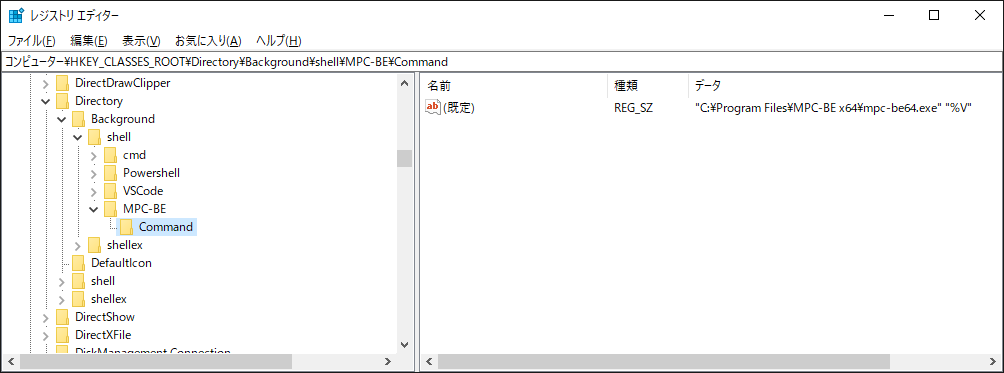 レジストリ エディター
ファイル(F) 編集(E) 表示(V) お気に入り(A) ヘルプ(H)
コンピューター¥HKEY_CLASSES_ROOT¥Directory¥Background¥shell¥MPC-BE¥Command
DirectDrawClipper
Directory
Background
shell
cmd
Powershell
VSCode
MPC-BE
Command
shellex
DefaultIcon
shell
shellex
DirectShow
DirectXFile
DiskManagement.Connection
名前 種類 データ
ab (既定) REG_SZ "C:¥Program Files¥MPC-BE x64¥mpc-be64.exe" "%V"